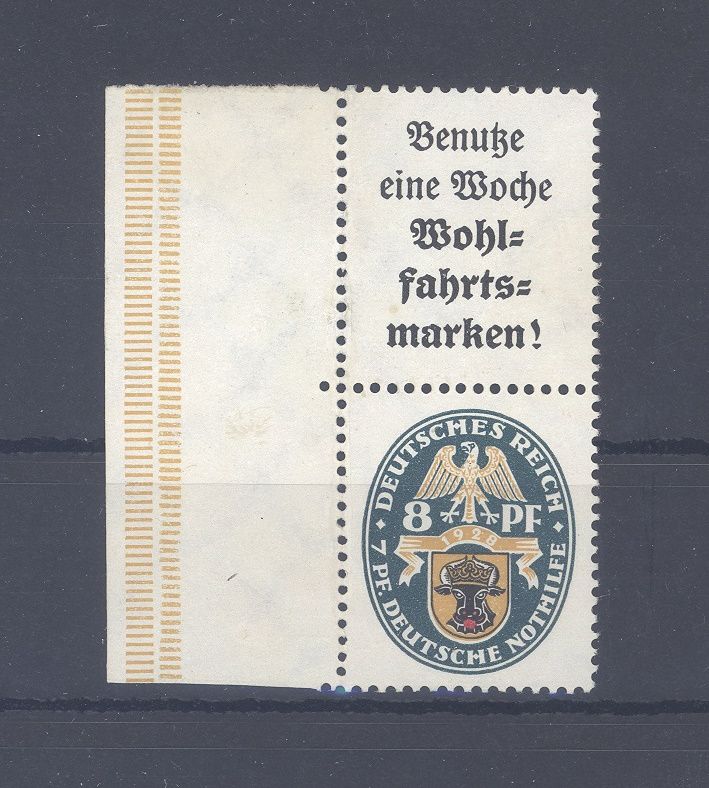 Benutze
eine Woche
Wohl=
fahrts=
marken!
DEUTSCHES REICH
8 PF
1928
7 PF. DEUTSCHE NOTHILFE